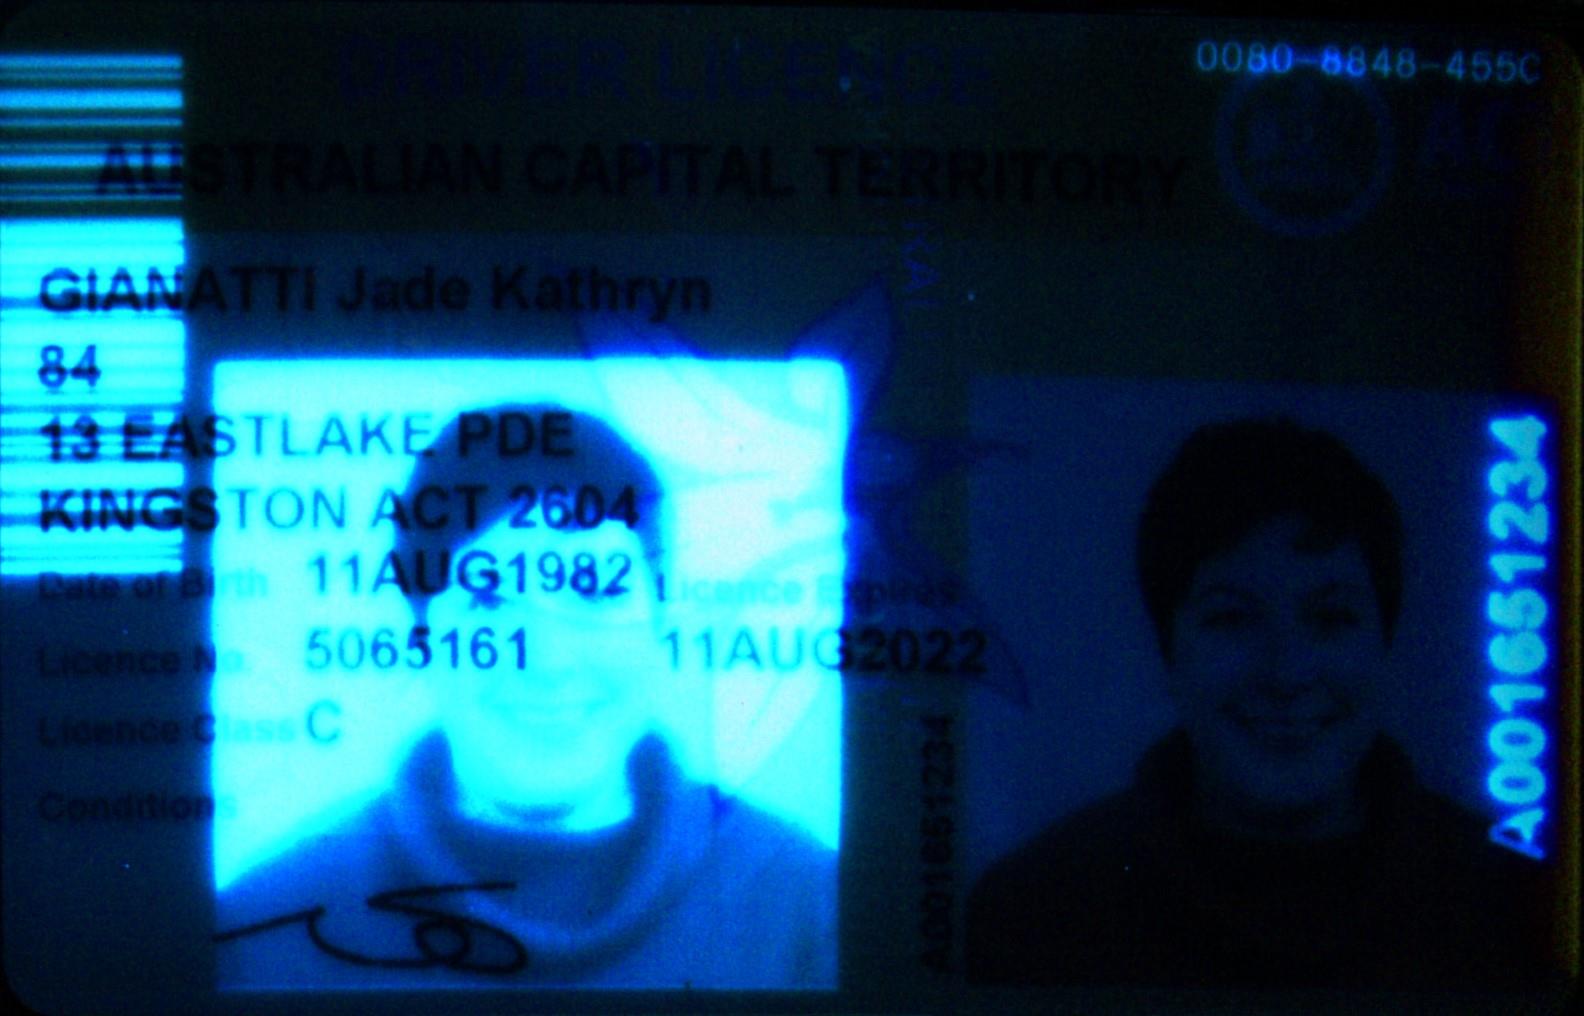 DRIVER LICENCE
0080-8848-455C
AUSTRALIAN CAPITAL TERRITORY
GIANATTI Jade Kathryn
84
13 EASTLAKE PDE
KINGSTON ACT 2604
Date of Birth 11AUG1982 Licence Expires
Licence No. 5065161 11AUG2022
Licence Class C
Conditions
A001651234
A001651234